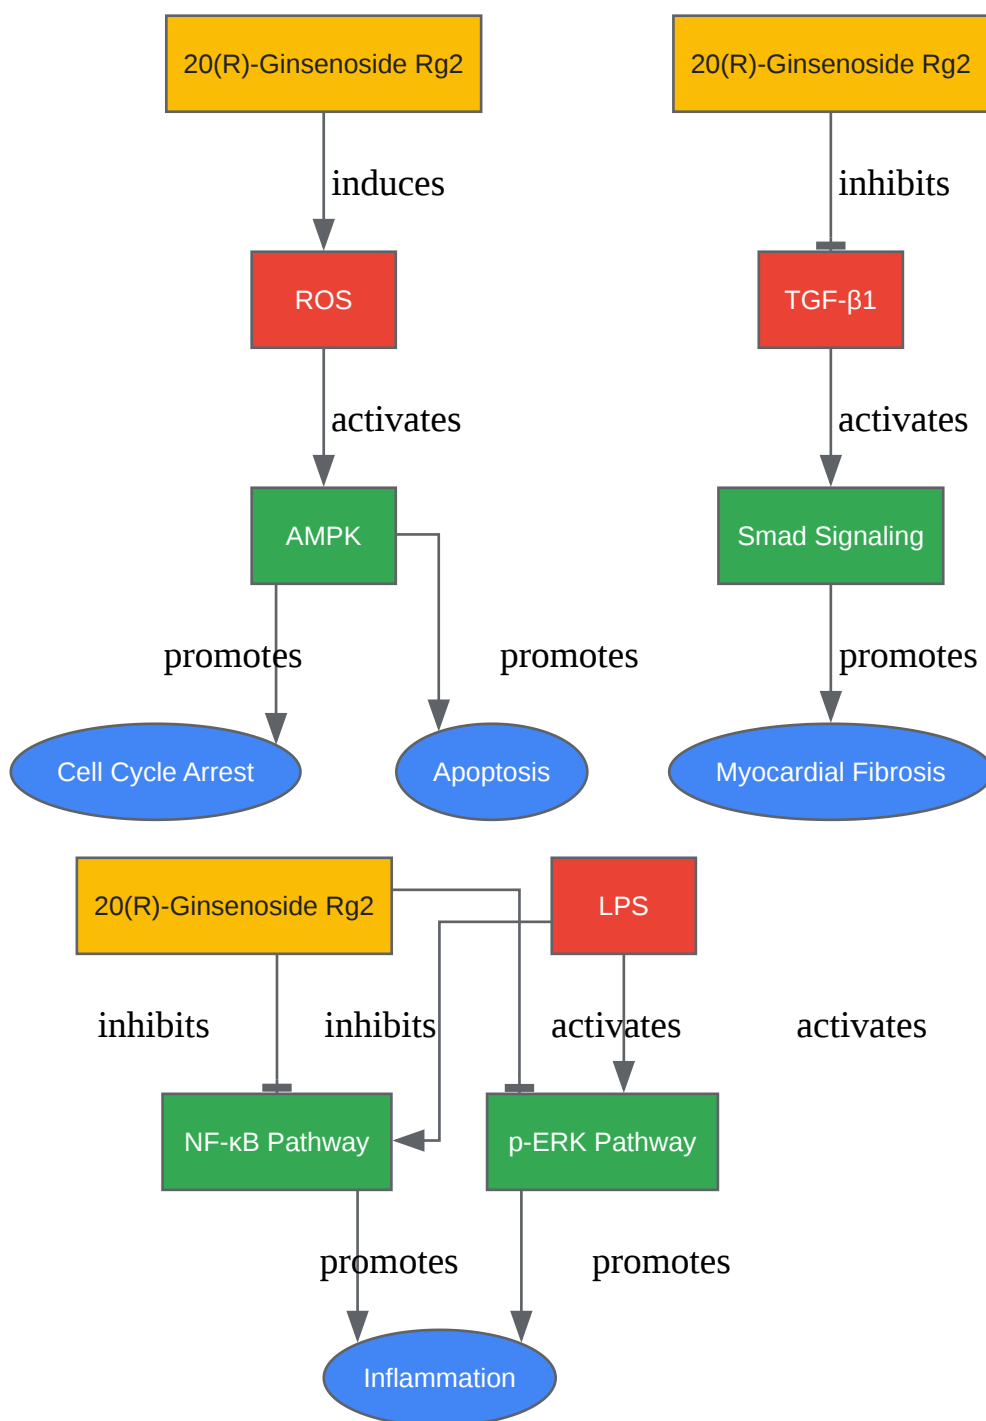 20(R)-Ginsenoside Rg2
20(R)-Ginsenoside Rg2
induces
inhibits
ROS
TGF-β1
activates
activates
AMPK
Smad Signaling
promotes
promotes
promotes
Cell Cycle Arrest
Apoptosis
Myocardial Fibrosis
20(R)-Ginsenoside Rg2
LPS
inhibits
inhibits
activates
activates
NF-κB Pathway
p-ERK Pathway
promotes
promotes
Inflammation